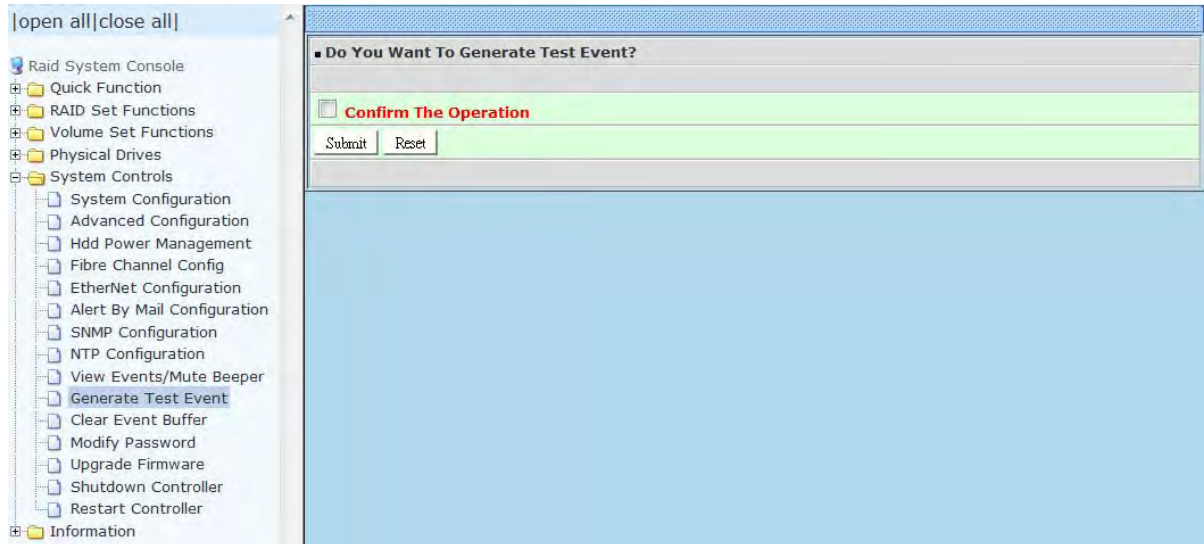 |open all|close all|
Raid System Console
Quick Function
RAID Set Functions
Volume Set Functions
Physical Drives
System Controls
System Configuration
Advanced Configuration
Hdd Power Management
Fibre Channel Config
EtherNet Configuration
Alert By Mail Configuration
SNMP Configuration
NTP Configuration
View Events/Mute Beeper
Generate Test Event
Clear Event Buffer
Modify Password
Upgrade Firmware
Shutdown Controller
Restart Controller
Information
Do You Want To Generate Test Event?
Confirm The Operation
Submit Reset